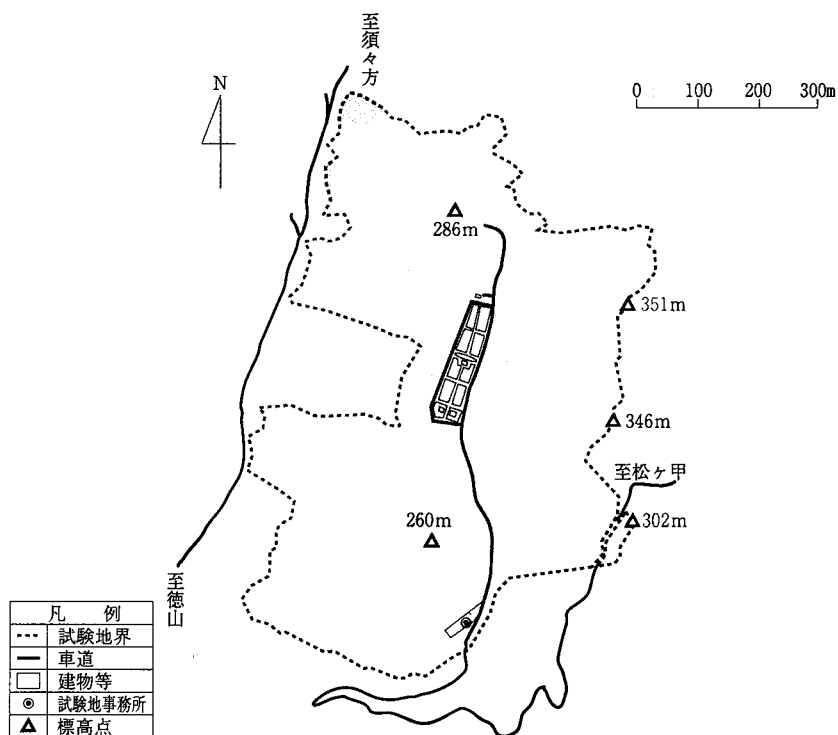 至須々方
N
0 100 200 300m
286m
351m
346m
至松ヶ甲
302m
260m
至徳山
凡例
試験地界
車道
建物等
試験地事務所
標高点